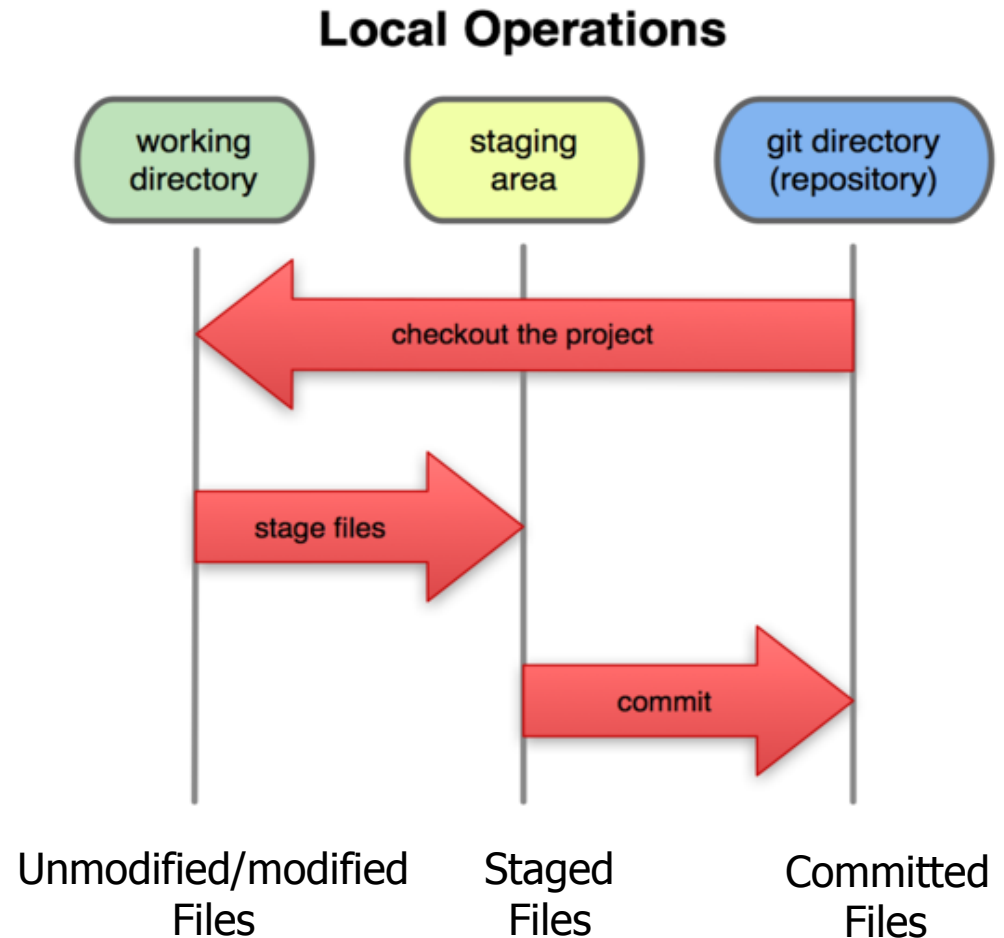 Local Operations
working
directory
staging
area
git directory
(repository)
checkout the project
stage files
commit
Unmodified/modified
Files
Staged
Files
Committed
Files